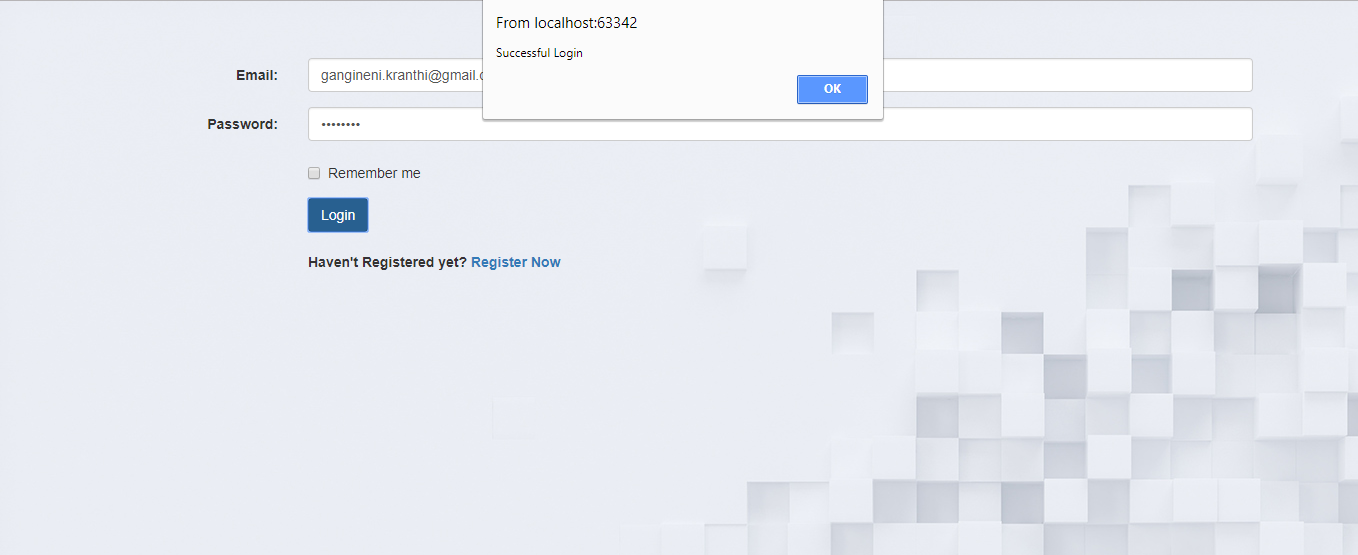 From localhost:63342
Successful Login
OK
Email: gangineni.kranthi@gmail.
Password: ••••••••
Remember me
Login
Haven't Registered yet? Register Now